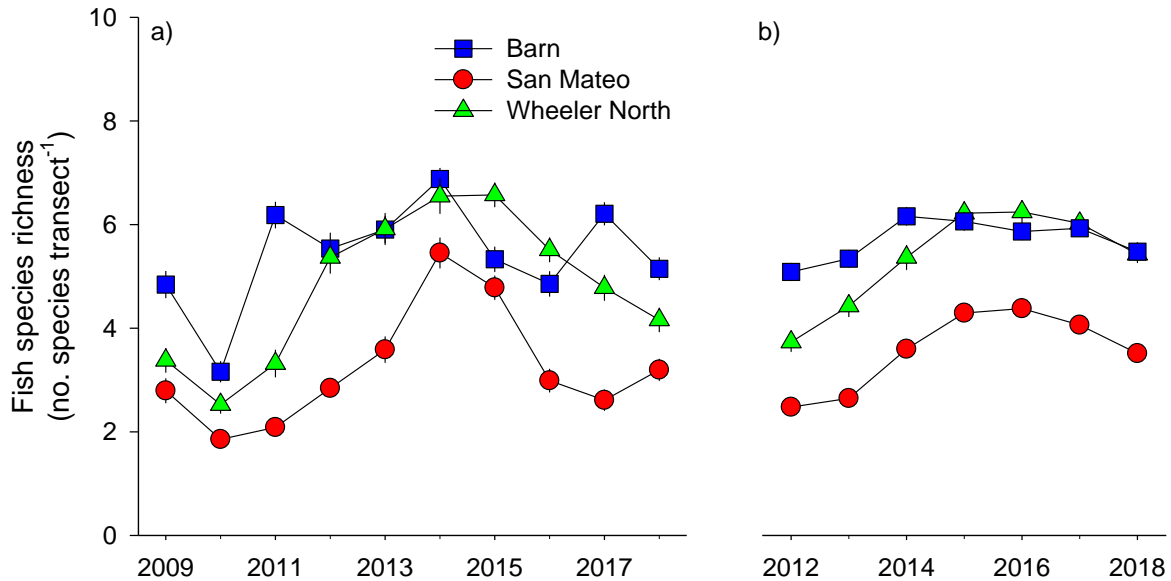 10
8
6
4
2
0
Fish species richness
(no. species transect⁻¹)
a)
Barn
San Mateo
Wheeler North
b)
2009 2011 2013 2015 2017
2012 2014 2016 2018